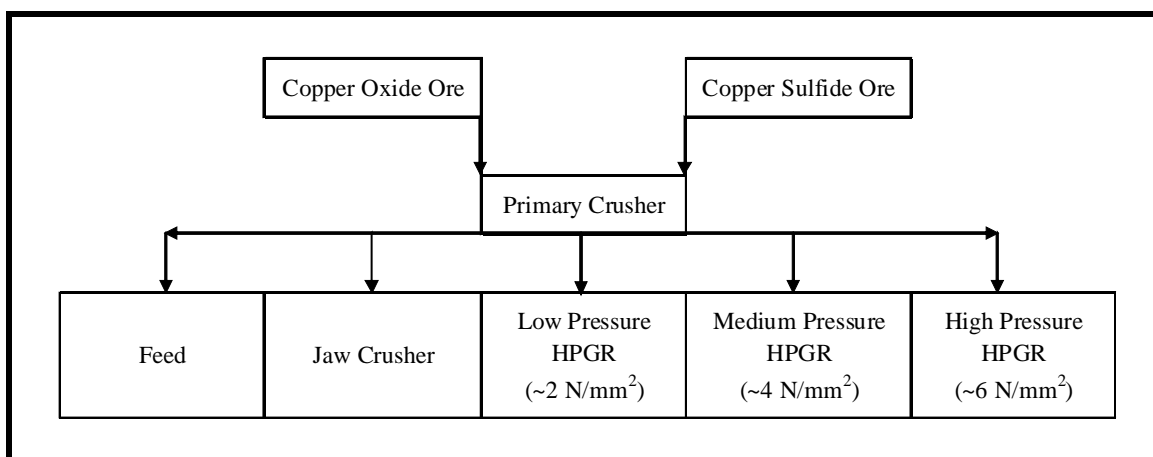 Copper Oxide Ore
Copper Sulfide Ore
Primary Crusher
Feed
Jaw Crusher
Low Pressure
HPGR
(~2 N/mm²)
Medium Pressure
HPGR
(~4 N/mm²)
High Pressure
HPGR
(~6 N/mm²)